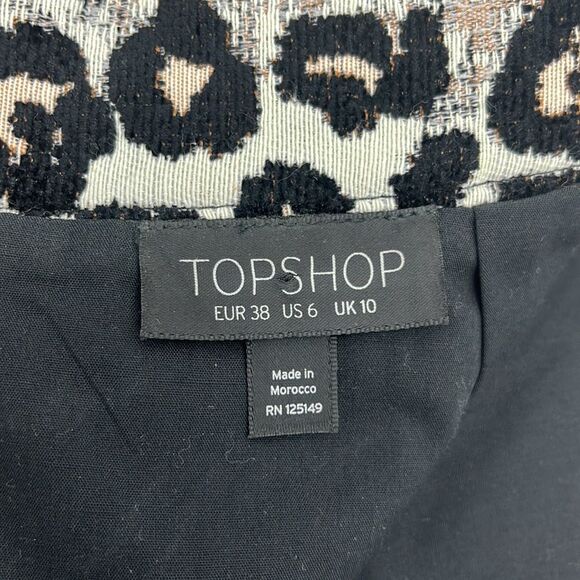 TOPSHOP
EUR 38 US 6 UK 10
Made in
Morocco
RN 125149